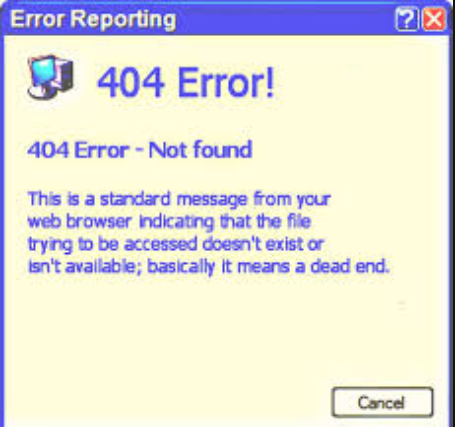 Error Reporting
?
404 Error!
404 Error - Not found
This is a standard message from your
web browser indicating that the file
trying to be accessed doesn't exist or
isn't available; basically it means a dead end.
Cancel